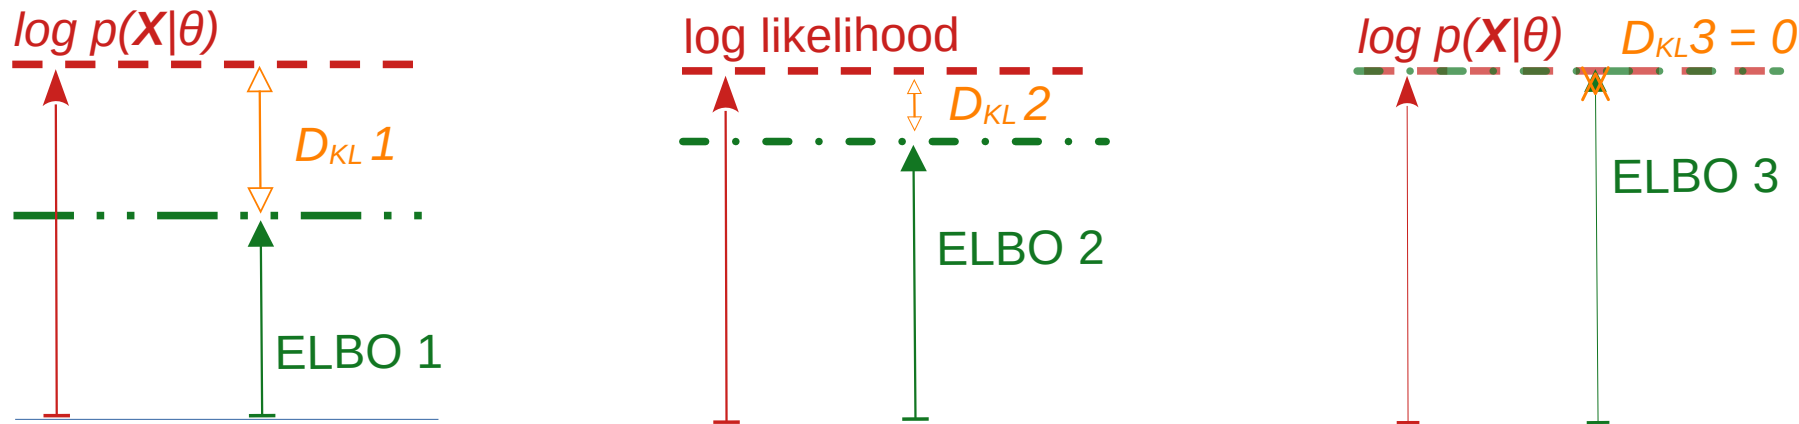 log p(X|θ)
D_KL 1
ELBO 1
log likelihood
D_KL 2
ELBO 2
log p(X|θ)
D_KL3 = 0
ELBO 3